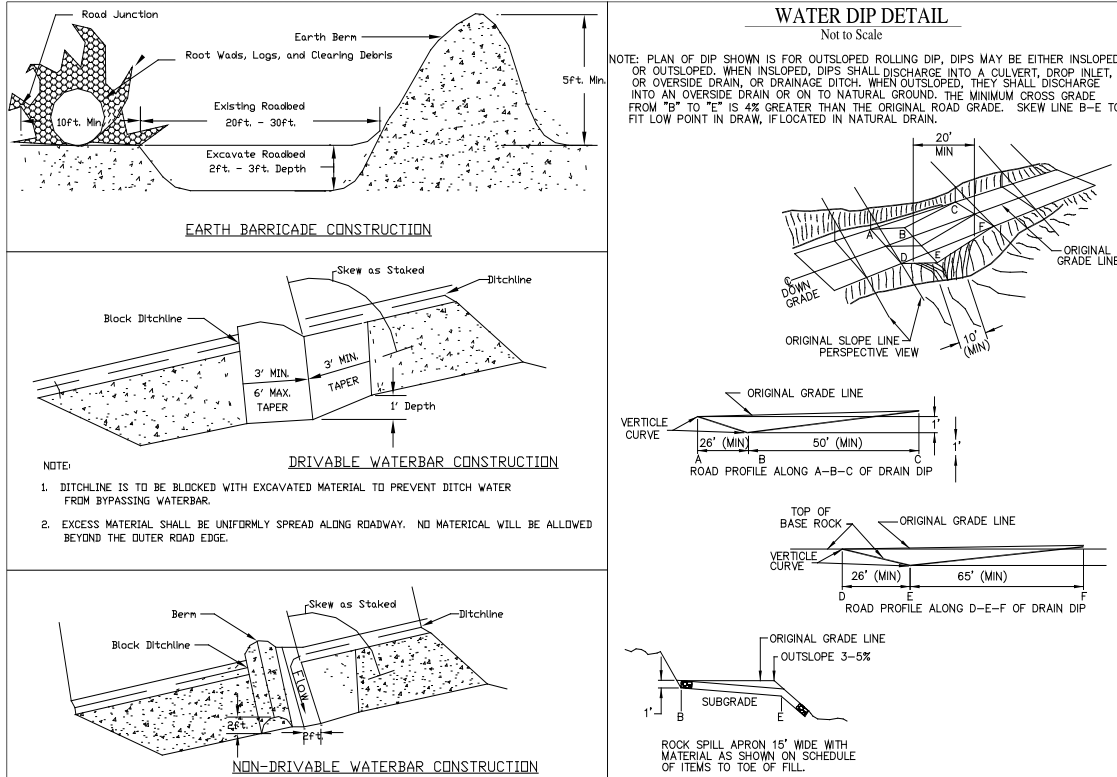 Road Junction
Earth Berm
Root Wads, Logs, and Clearing Debris
5ft. Min.
10ft. Min.
Existing Roadbed
20ft. - 30ft.
Excavate Roadbed
2ft. - 3ft. Depth
EARTH BARRICADE CONSTRUCTION
Skew as Staked
Ditchline
Block Ditchline
3' MIN.
6' MAX.
TAPER
3' MIN.
TAPER
1' Depth
DRIVABLE WATERBAR CONSTRUCTION
NOTE:
1. DITCHLINE IS TO BE BLOCKED WITH EXCAVATED MATERIAL TO PREVENT DITCH WATER
FROM BYPASSING WATERBAR.
2. EXCESS MATERIAL SHALL BE UNIFORMLY SPREAD ALONG ROADWAY. NO MATERICAL WILL BE ALLOWED
BEYOND THE OUTER ROAD EDGE.
Skew as Staked
Berm
Ditchline
Block Ditchline
FLOW
2ft.
2ft.
NON-DRIVABLE WATERBAR CONSTRUCTION
WATER DIP DETAIL
Not to Scale
NOTE: PLAN OF DIP SHOWN IS FOR OUTSLOPED ROLLING DIP, DIPS MAY BE EITHER INSLOPED
OR OUTSLOPED. WHEN INSLOPED, DIPS SHALL DISCHARGE INTO A CULVERT, DROP INLET,
OR OVERSIDE DRAIN, OR DRAINAGE DITCH. WHEN OUTSLOPED, THEY SHALL DISCHARGE
INTO AN OVERSIDE DRAIN OR ON TO NATURAL GROUND. THE MINIMUM CROSS GRADE
FROM "B" TO "E" IS 4% GREATER THAN THE ORIGINAL ROAD GRADE. SKEW LINE B-E TO
FIT LOW POINT IN DRAW, IF LOCATED IN NATURAL DRAIN.
20'
MIN
A
B
C
D
E
F
ORIGINAL
GRADE LINE
℄
DOWN
GRADE
ORIGINAL SLOPE LINE
PERSPECTIVE VIEW
10'
(MIN)
ORIGINAL GRADE LINE
VERTICLE
CURVE
1'
1'
26' (MIN)
50' (MIN)
A
B
C
ROAD PROFILE ALONG A-B-C OF DRAIN DIP
TOP OF
BASE ROCK
ORIGINAL GRADE LINE
VERTICLE
CURVE
26' (MIN)
65' (MIN)
D
E
F
ROAD PROFILE ALONG D-E-F OF DRAIN DIP
ORIGINAL GRADE LINE
OUTSLOPE 3-5%
SUBGRADE
1'
B
E
ROCK SPILL APRON 15' WIDE WITH
MATERIAL AS SHOWN ON SCHEDULE
OF ITEMS TO TOE OF FILL.